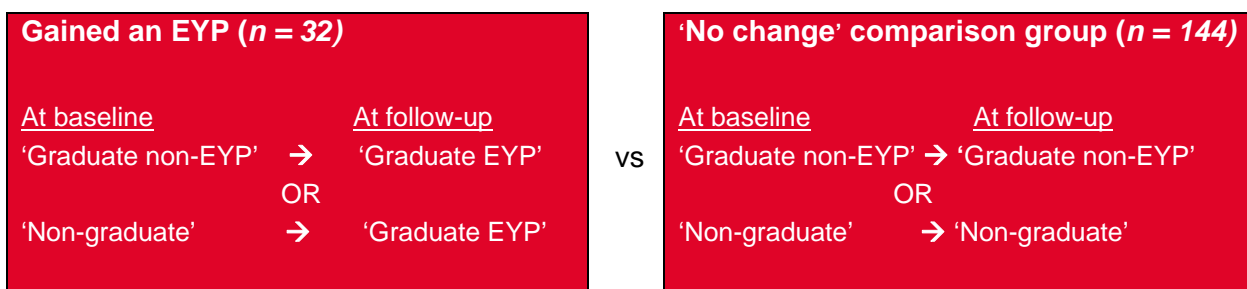 Gained an EYP (n = 32)
At baseline At follow-up
‘Graduate non-EYP’ → ‘Graduate EYP’
OR
‘Non-graduate’ → ‘Graduate EYP’
vs
‘No change’ comparison group (n = 144)
At baseline At follow-up
‘Graduate non-EYP’ → ‘Graduate non-EYP’
OR
‘Non-graduate’ → ‘Non-graduate’